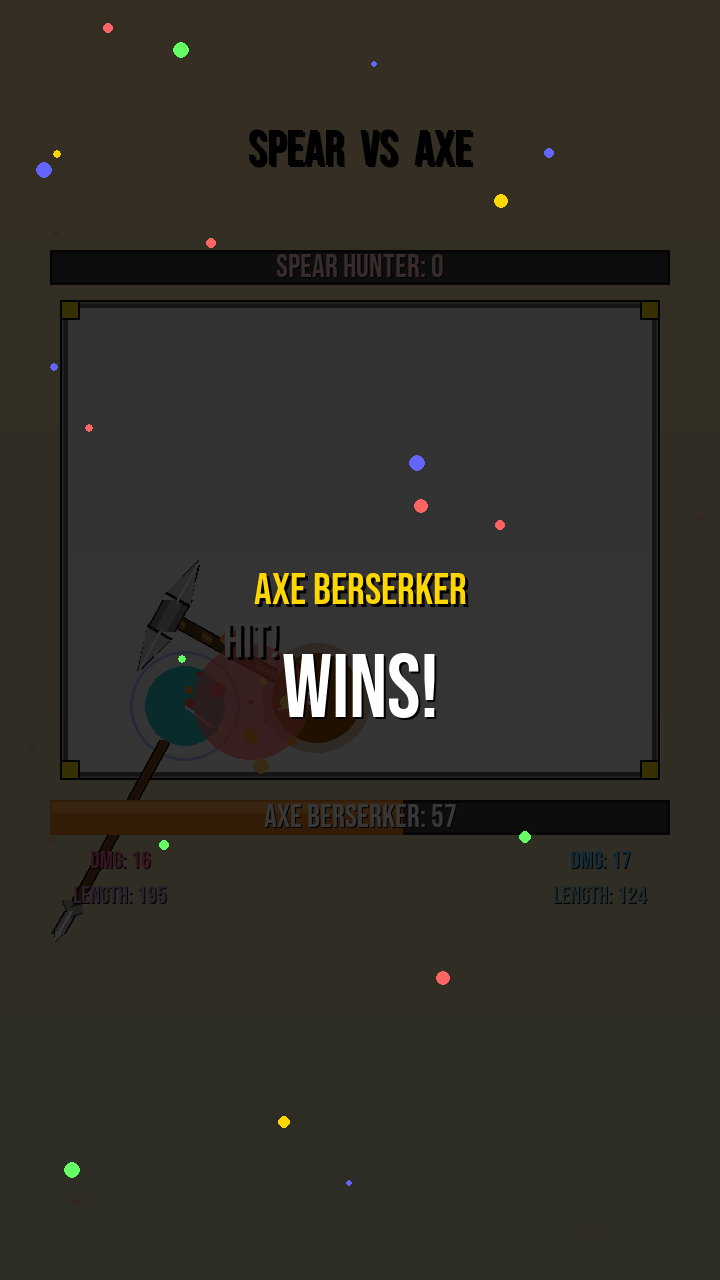 SPEAR VS AXE
SPEAR HUNTER: 0
AXE BERSERKER
HIT!
WINS!
AXE BERSERKER: 57
DMG: 16
DMG: 17
LENGTH: 195
LENGTH: 124